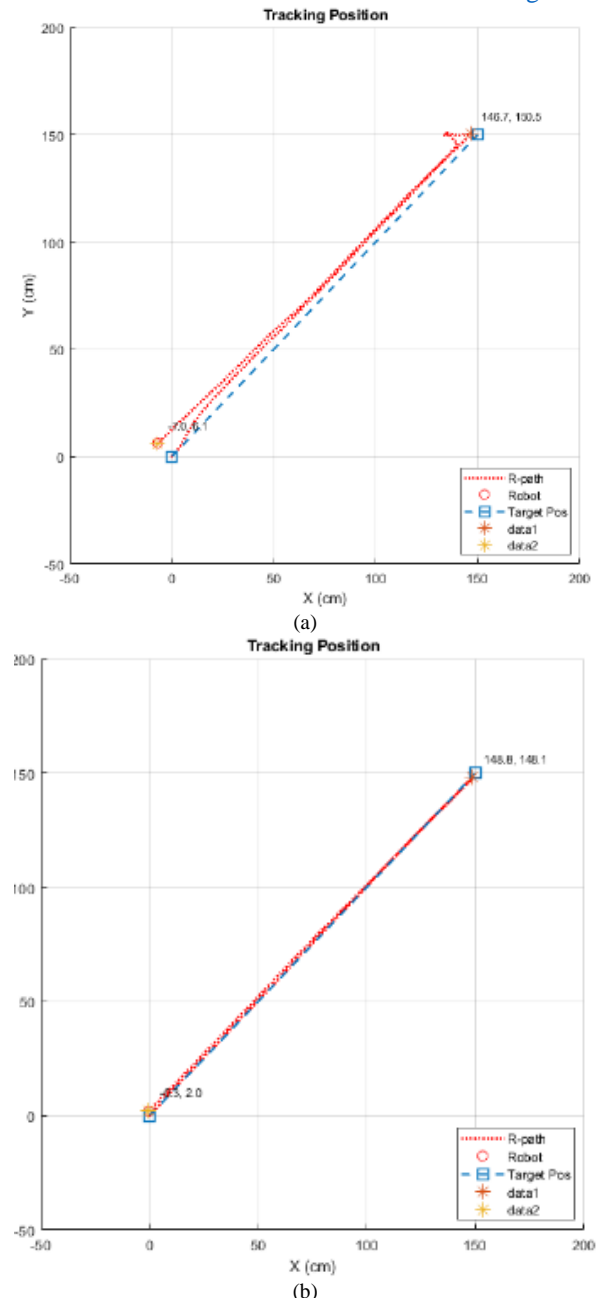 Tracking Position
200
146.7, 150.5
150
100
Y (cm)
50
0
R-path
Robot
Target Pos
data1
data2
-50
-50 0 50 100 150 200
X (cm)
(a)
Tracking Position
200
148.8, 148.1
150
100
50
2.0
0
R-path
Robot
Target Pos
data1
data2
-50
-50 0 50 100 150 200
X (cm)
(b)